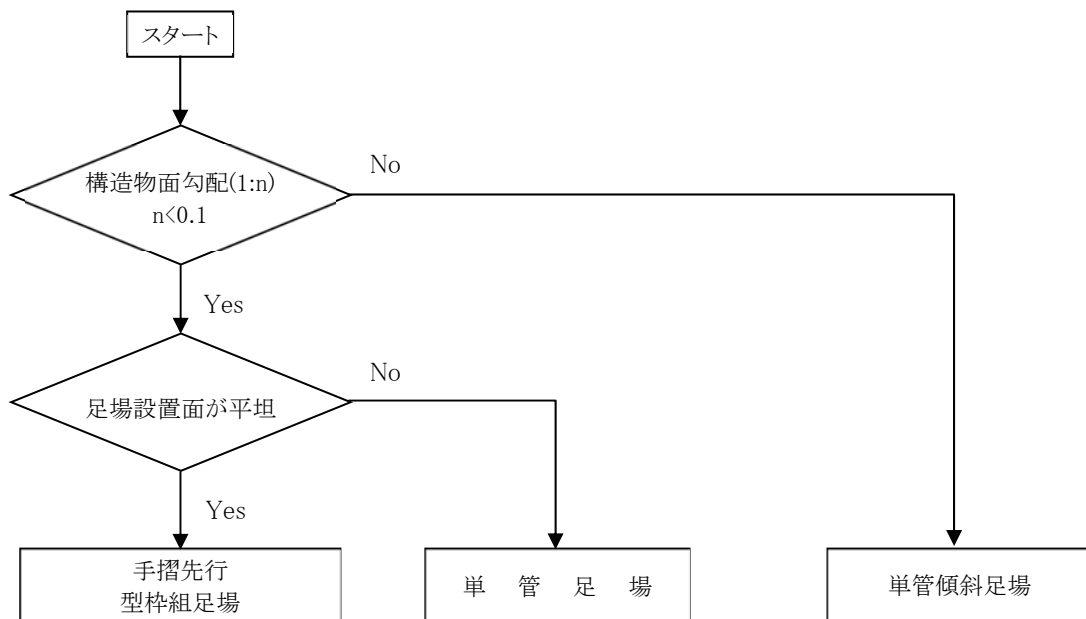 スタート
構造物面勾配(1:n)
n<0.1
No
Yes
足場設置面が平坦
No
Yes
手摺先行
型枠組足場
単 管 足 場
単管傾斜足場